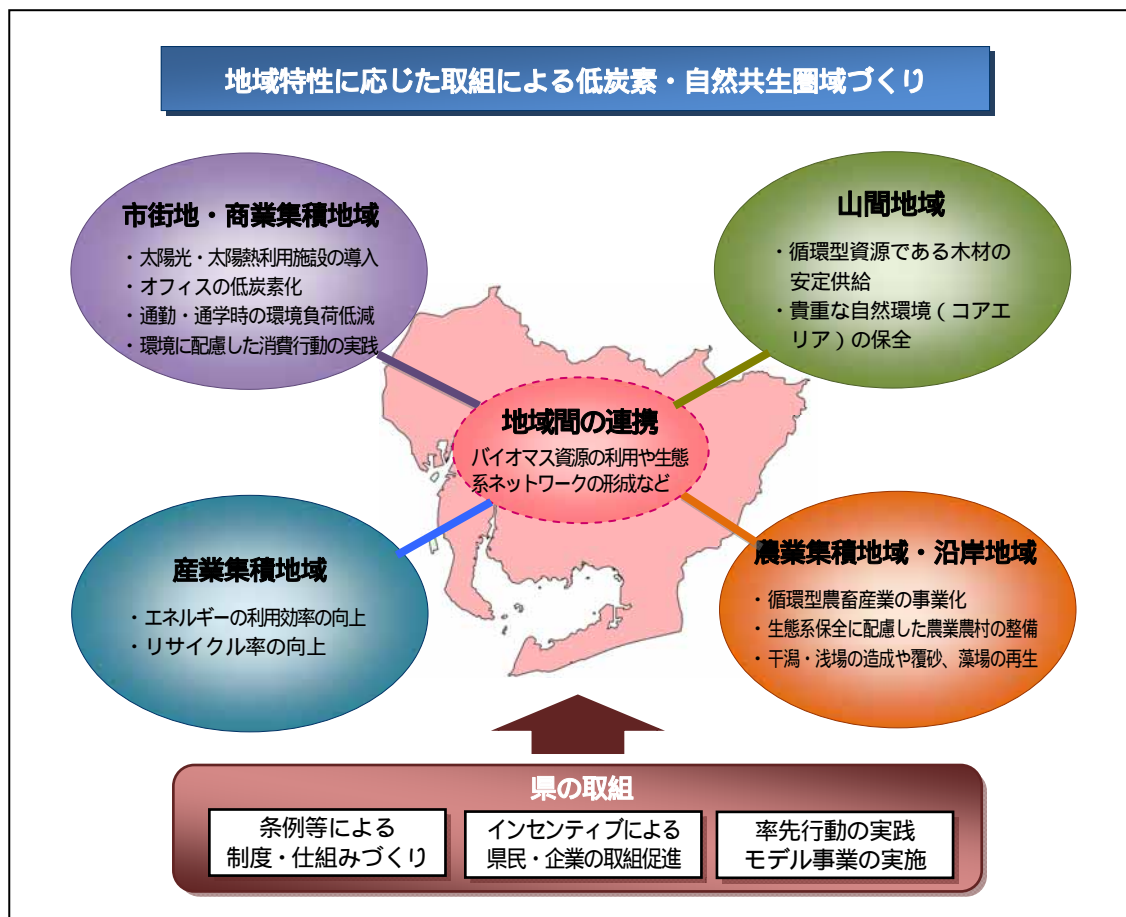 地域特性に応じた取組による低炭素・自然共生圏域づくり
市街地・商業集積地域
・太陽光・太陽熱利用施設の導入
・オフィスの低炭素化
・通勤・通学時の環境負荷低減
・環境に配慮した消費行動の実践
山間地域
・循環型資源である木材の
安定供給
・貴重な自然環境（コアエ
リア）の保全
地域間の連携
バイオマス資源の利用や生態
系ネットワークの形成など
産業集積地域
・エネルギーの利用効率の向上
・リサイクル率の向上
農業集積地域・沿岸地域
・循環型農畜産業の事業化
・生態系保全に配慮した農業農村の整備
・干潟・浅場の造成や覆砂、藻場の再生
県の取組
条例等による
制度・仕組みづくり
インセンティブによる
県民・企業の取組促進
率先行動の実践
モデル事業の実施